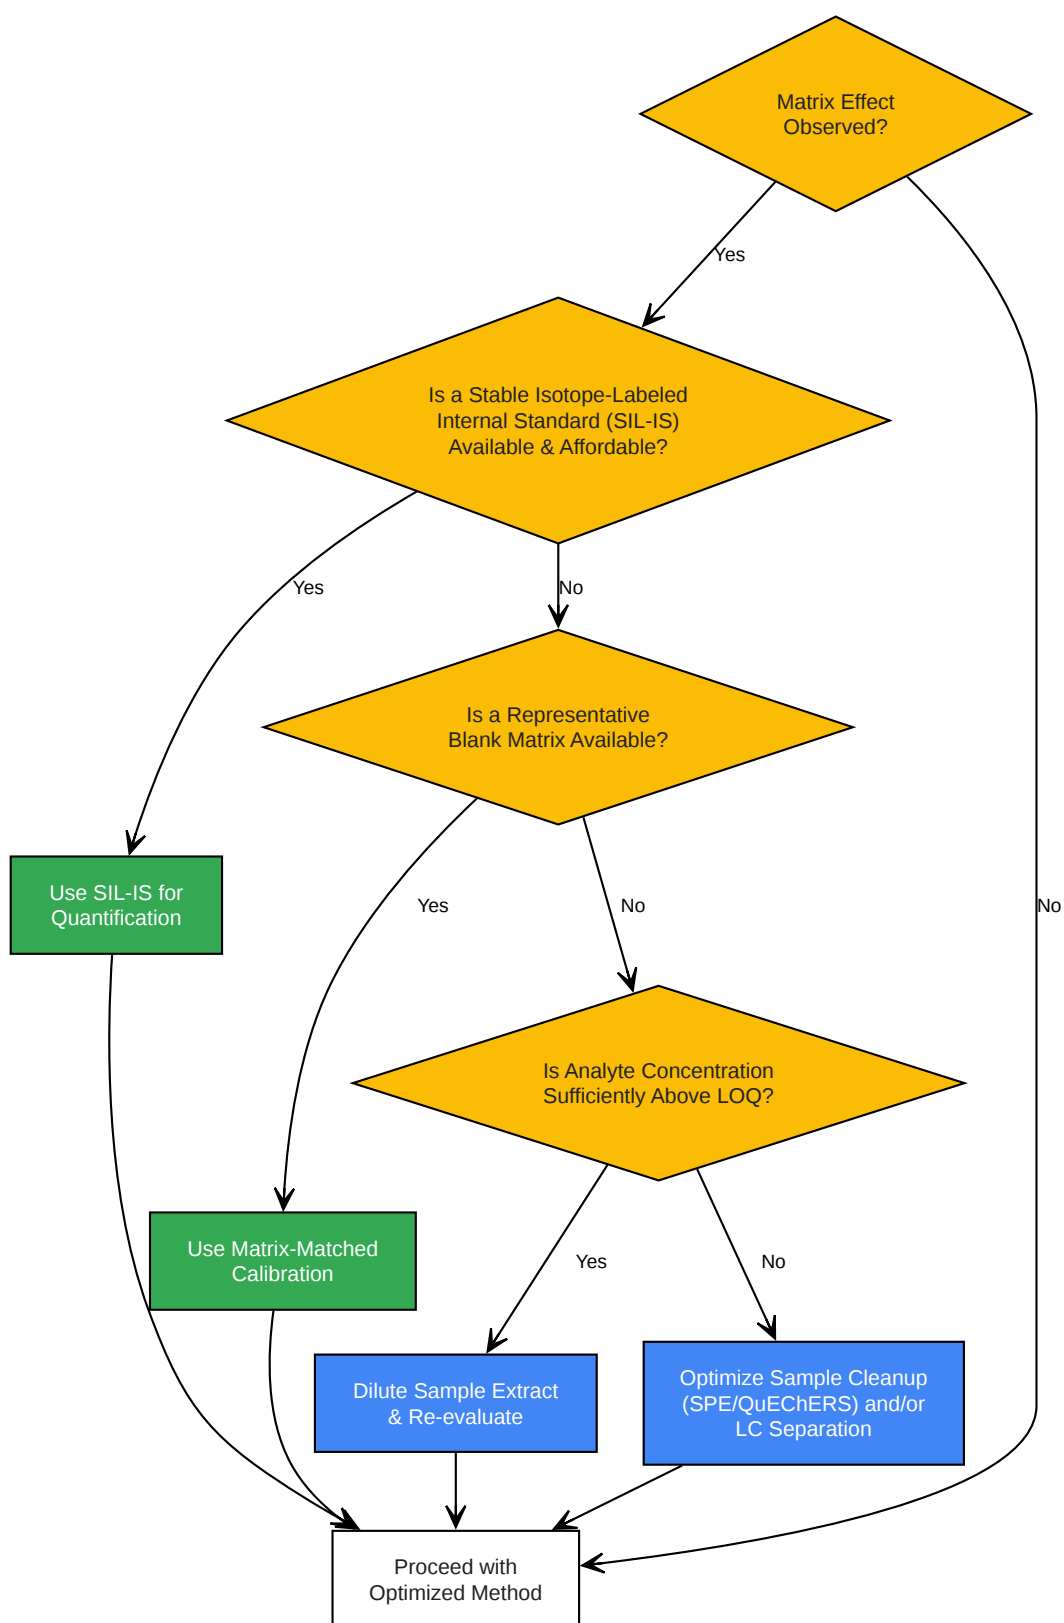 Matrix Effect
Observed?
Yes
Is a Stable Isotope-Labeled
Internal Standard (SIL-IS)
Available & Affordable?
Yes
No
Is a Representative
Blank Matrix Available?
Use SIL-IS for
Quantification
Yes
No
No
Is Analyte Concentration
Sufficiently Above LOQ?
Use Matrix-Matched
Calibration
Yes
No
Dilute Sample Extract
& Re-evaluate
Optimize Sample Cleanup
(SPE/QuEChERS) and/or
LC Separation
Proceed with
Optimized Method